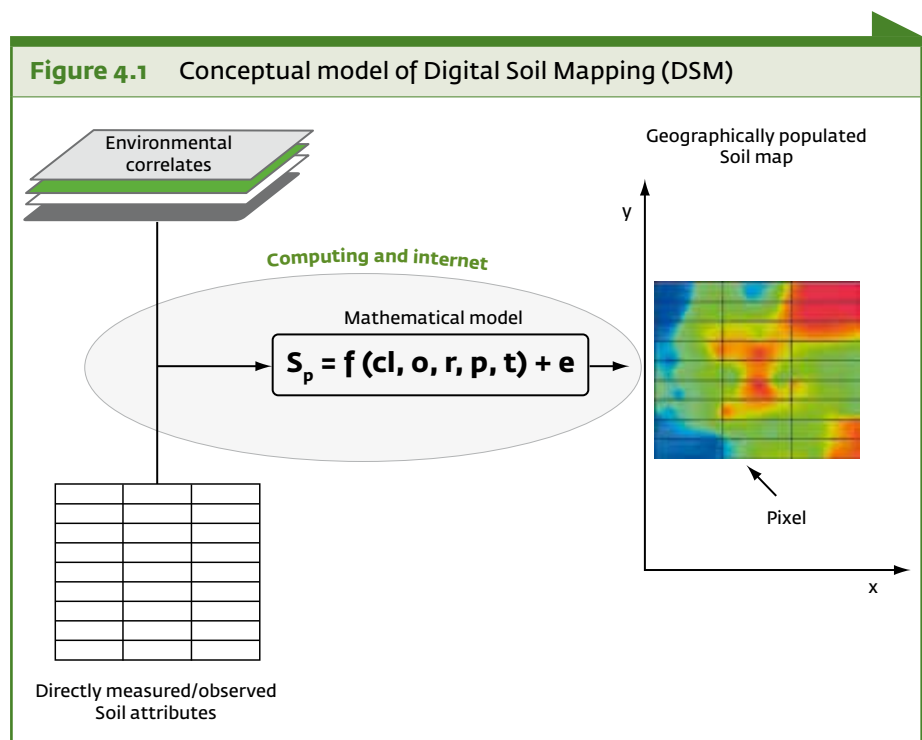 Figure 4.1 Conceptual model of Digital Soil Mapping (DSM)
Environmental
correlates
Geographically populated
Soil map
y
Computing and internet
Mathematical model
Sₚ = f (cl, o, r, p, t) + e
Pixel
x
Directly measured/observed
Soil attributes